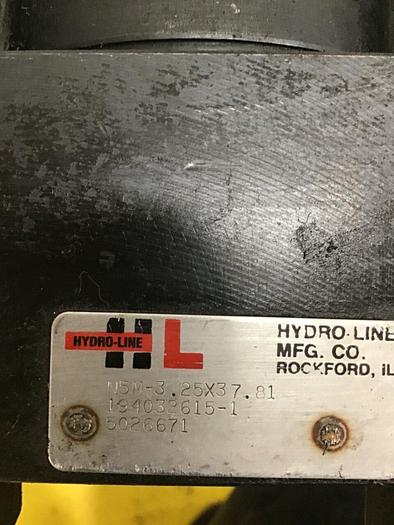 HYDRO-LINE
HL
HYDRO-LINE
MFG. CO.
ROCKFORD, IL
N5M-3.25X37.81
194032615-1
5026671